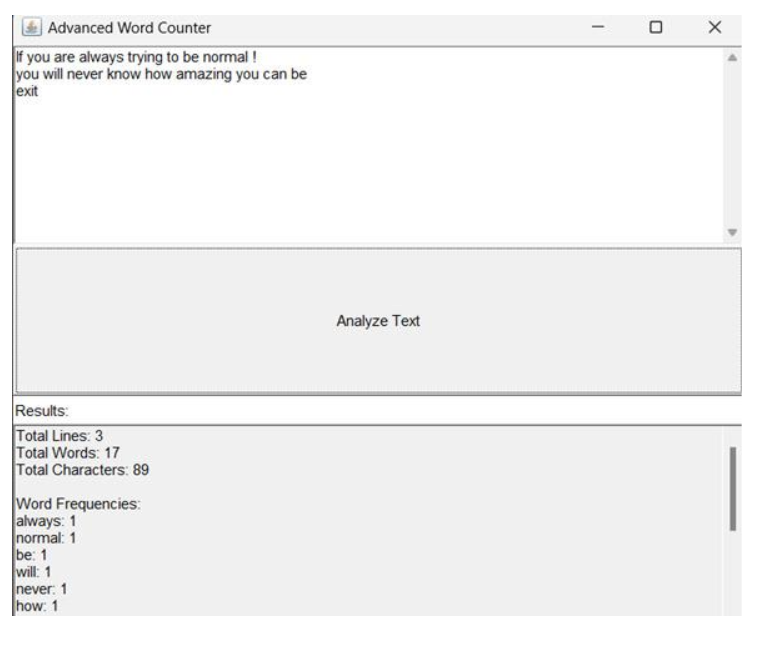 Advanced Word Counter
If you are always trying to be normal !
you will never know how amazing you can be
exit
Analyze Text
Results:
Total Lines: 3
Total Words: 17
Total Characters: 89
Word Frequencies:
always: 1
normal: 1
be: 1
will: 1
never: 1
how: 1